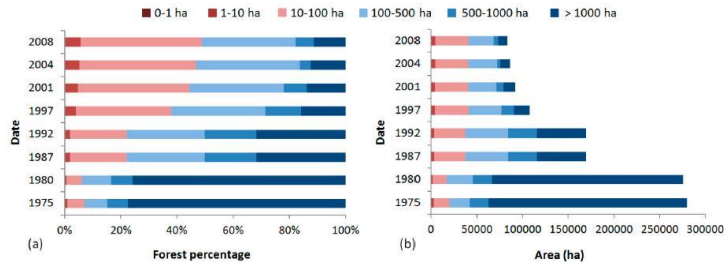 0-1 ha 1-10 ha 10-100 ha 100-500 ha 500-1000 ha > 1000 ha
2008
2004
2001
1997
1992
1987
1980
1975
Date
0% 20% 40% 60% 80% 100%
(a) Forest percentage
2008
2004
2001
1997
1992
1987
1980
1975
Date
0 50000 100000 150000 200000 250000 300000
(b) Area (ha)